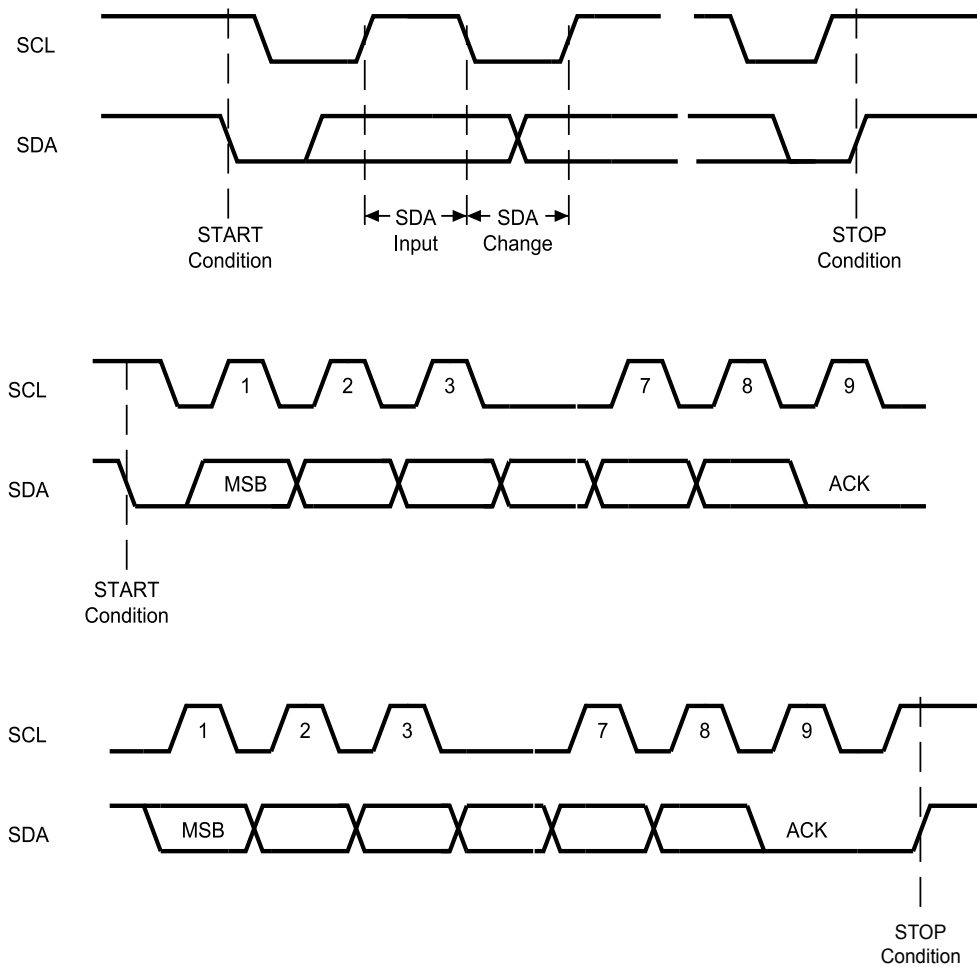 SCL
SDA
SDA
Input
SDA
Change
START
Condition
STOP
Condition
SCL
1 2 3 7 8 9
SDA
MSB ACK
START
Condition
SCL
1 2 3 7 8 9
SDA
MSB ACK
STOP
Condition